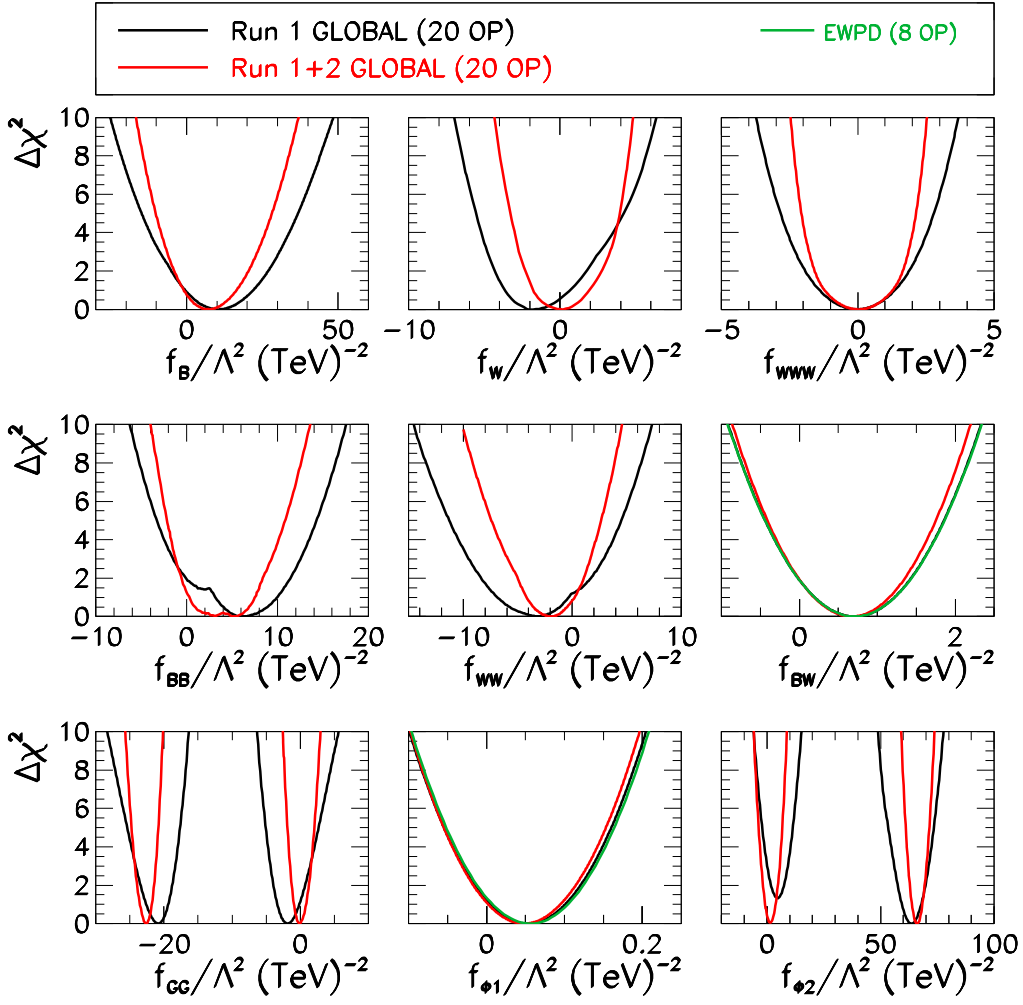 Run 1 GLOBAL (20 OP) EWPD (8 OP)
Run 1+2 GLOBAL (20 OP)
Δχ²
10
8
6
4
2
0
0 50
f_B/Λ² (TeV)⁻²
-10 0
f_W/Λ² (TeV)⁻²
-5 0 5
f_WWW/Λ² (TeV)⁻²
Δχ²
10
8
6
4
2
0
-10 0 10 20
f_BB/Λ² (TeV)⁻²
-10 0 10
f_WW/Λ² (TeV)⁻²
0 2
f_BW/Λ² (TeV)⁻²
Δχ²
10
8
6
4
2
0
-20 0
f_GG/Λ² (TeV)⁻²
0 0.2
f_Φ1/Λ² (TeV)⁻²
0 50 100
f_Φ2/Λ² (TeV)⁻²